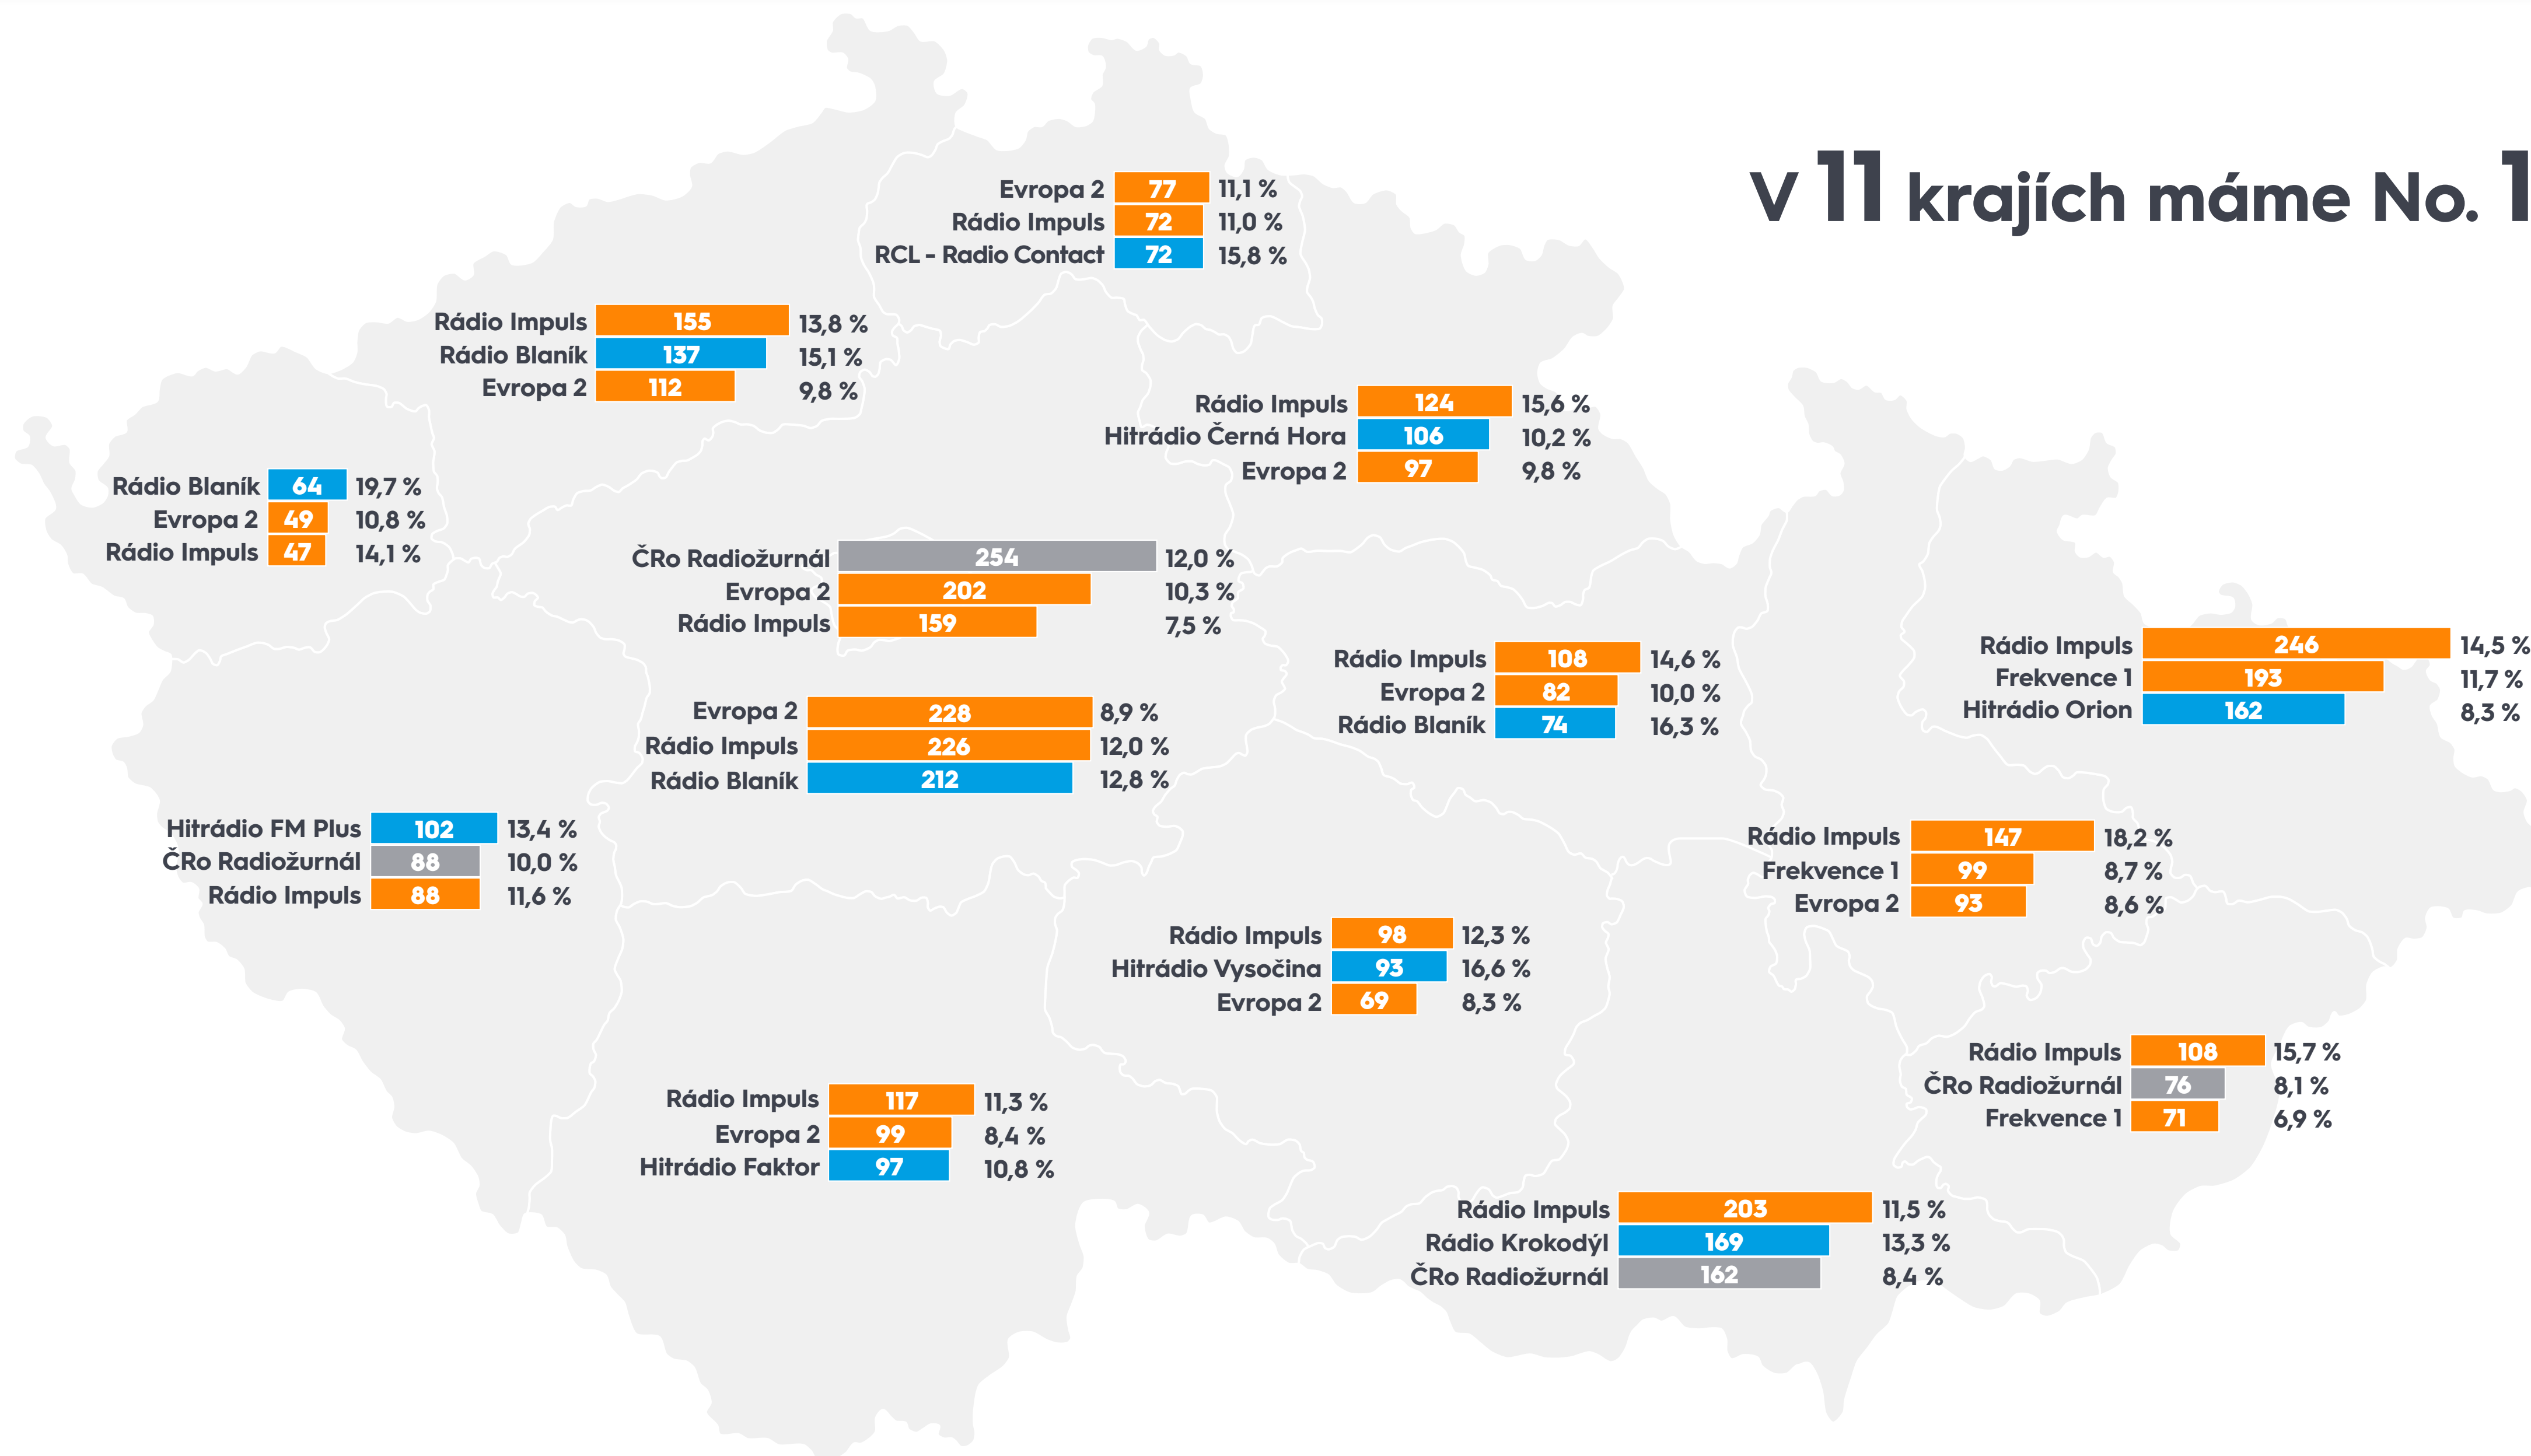 V 11 krajích máme No. 1
Evropa 2 77 11,1 %
Rádio Impuls 72 11,0 %
RCL - Radio Contact 72 15,8 %
Rádio Impuls 155 13,8 %
Rádio Blaník 137 15,1 %
Evropa 2 112 9,8 %
Rádio Impuls 124 15,6 %
Hitrádio Černá Hora 106 10,2 %
Evropa 2 97 9,8 %
Rádio Blaník 64 19,7 %
Evropa 2 49 10,8 %
Rádio Impuls 47 14,1 %
ČRo Radiožurnál 254 12,0 %
Evropa 2 202 10,3 %
Rádio Impuls 159 7,5 %
Rádio Impuls 108 14,6 %
Evropa 2 82 10,0 %
Rádio Blaník 74 16,3 %
Rádio Impuls 246 14,5 %
Frekvence 1 193 11,7 %
Hitrádio Orion 162 8,3 %
Evropa 2 228 8,9 %
Rádio Impuls 226 12,0 %
Rádio Blaník 212 12,8 %
Hitrádio FM Plus 102 13,4 %
ČRo Radiožurnál 88 10,0 %
Rádio Impuls 88 11,6 %
Rádio Impuls 147 18,2 %
Frekvence 1 99 8,7 %
Evropa 2 93 8,6 %
Rádio Impuls 98 12,3 %
Hitrádio Vysočina 93 16,6 %
Evropa 2 69 8,3 %
Rádio Impuls 108 15,7 %
ČRo Radiožurnál 76 8,1 %
Frekvence 1 71 6,9 %
Rádio Impuls 117 11,3 %
Evropa 2 99 8,4 %
Hitrádio Faktor 97 10,8 %
Rádio Impuls 203 11,5 %
Rádio Krokodýl 169 13,3 %
ČRo Radiožurnál 162 8,4 %